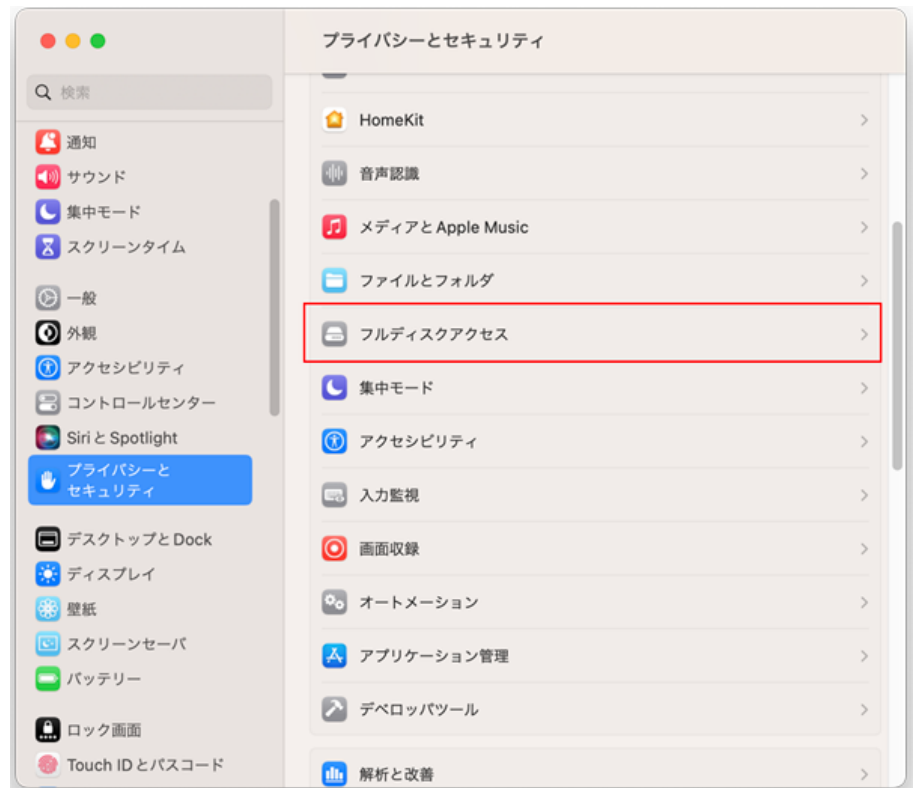 プライバシーとセキュリティ
検索
通知
サウンド
集中モード
スクリーンタイム
一般
外観
アクセシビリティ
コントロールセンター
Siri と Spotlight
プライバシーと
セキュリティ
デスクトップと Dock
ディスプレイ
壁紙
スクリーンセーバ
バッテリー
ロック画面
Touch ID とパスコード
HomeKit
音声認識
メディアと Apple Music
ファイルとフォルダ
フルディスクアクセス
集中モード
アクセシビリティ
入力監視
画面収録
オートメーション
アプリケーション管理
デベロッパツール
解析と改善